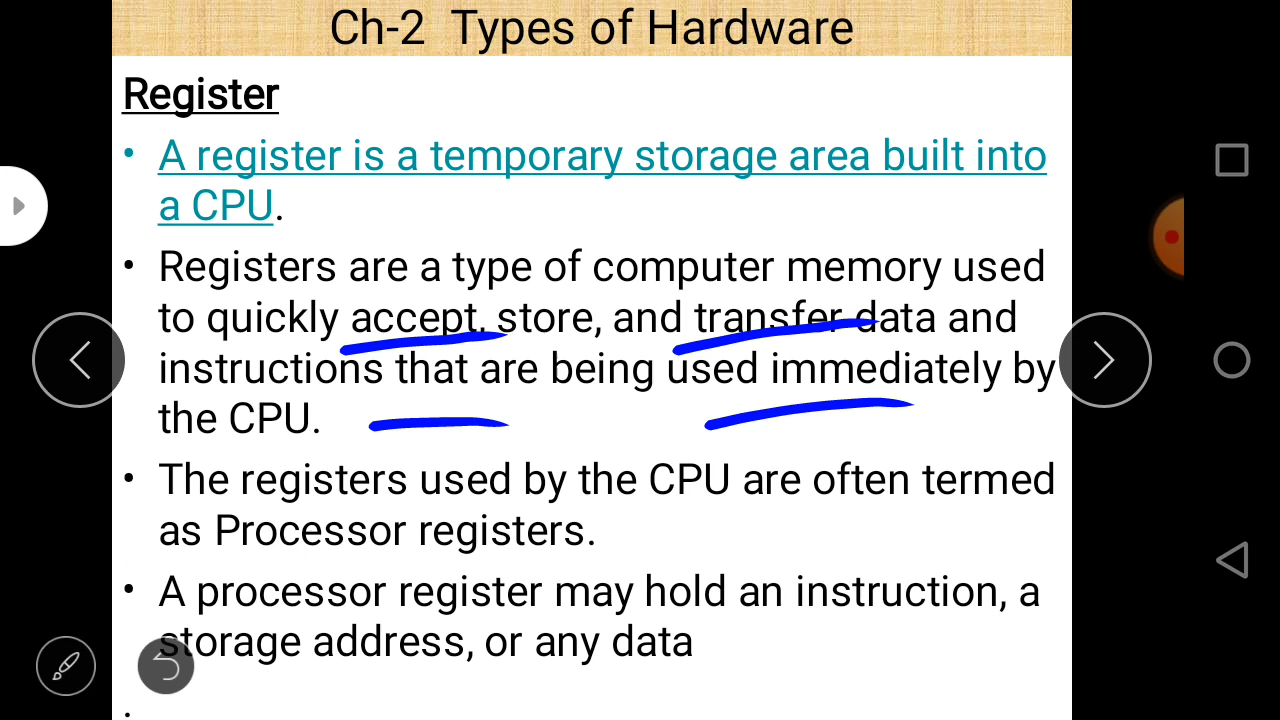 Ch-2 Types of Hardware
Register
• A register is a temporary storage area built into
a CPU.
• Registers are a type of computer memory used
to quickly accept, store, and transfer data and
instructions that are being used immediately by
the CPU.
• The registers used by the CPU are often termed
as Processor registers.
• A processor register may hold an instruction, a
storage address, or any data
.